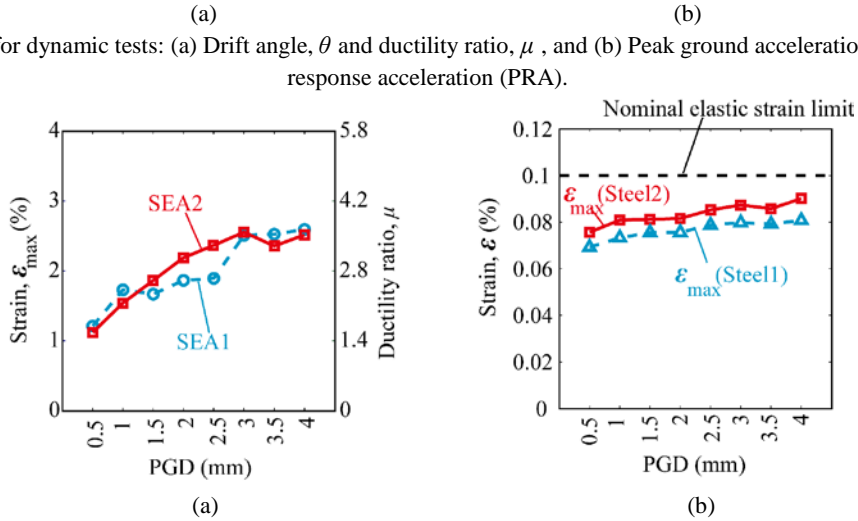 (a) (b)
for dynamic tests: (a) Drift angle, θ and ductility ratio, μ , and (b) Peak ground acceleratio
response acceleration (PRA).
Nominal elastic strain limit
4
3
2
1
0
Strain, ε_max (%)
5.8
4.2
2.8
1.4
0
Ductility ratio, μ
SEA2
SEA1
0.5 1 1.5 2 2.5 3 3.5 4
PGD (mm)
(a)
0.12
0.1
0.08
0.06
0.04
0.02
0
Strain, ε (%)
ε_max (Steel2)
ε_max (Steel1)
0.5 1 1.5 2 2.5 3 3.5 4
PGD (mm)
(b)